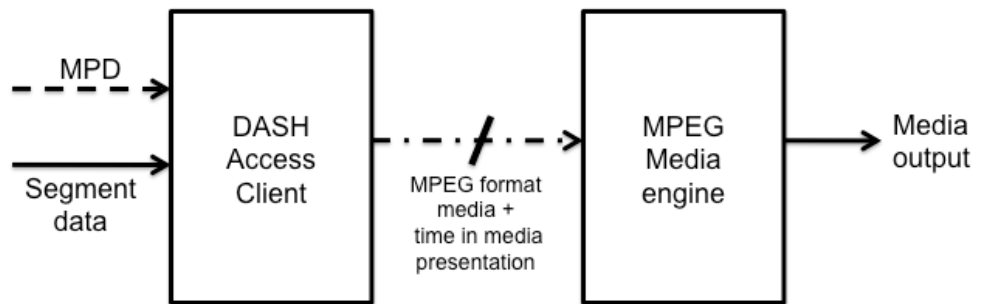 MPD
Segment
data
DASH
Access
Client
MPEG format
media +
time in media
presentation
MPEG
Media
engine
Media
output